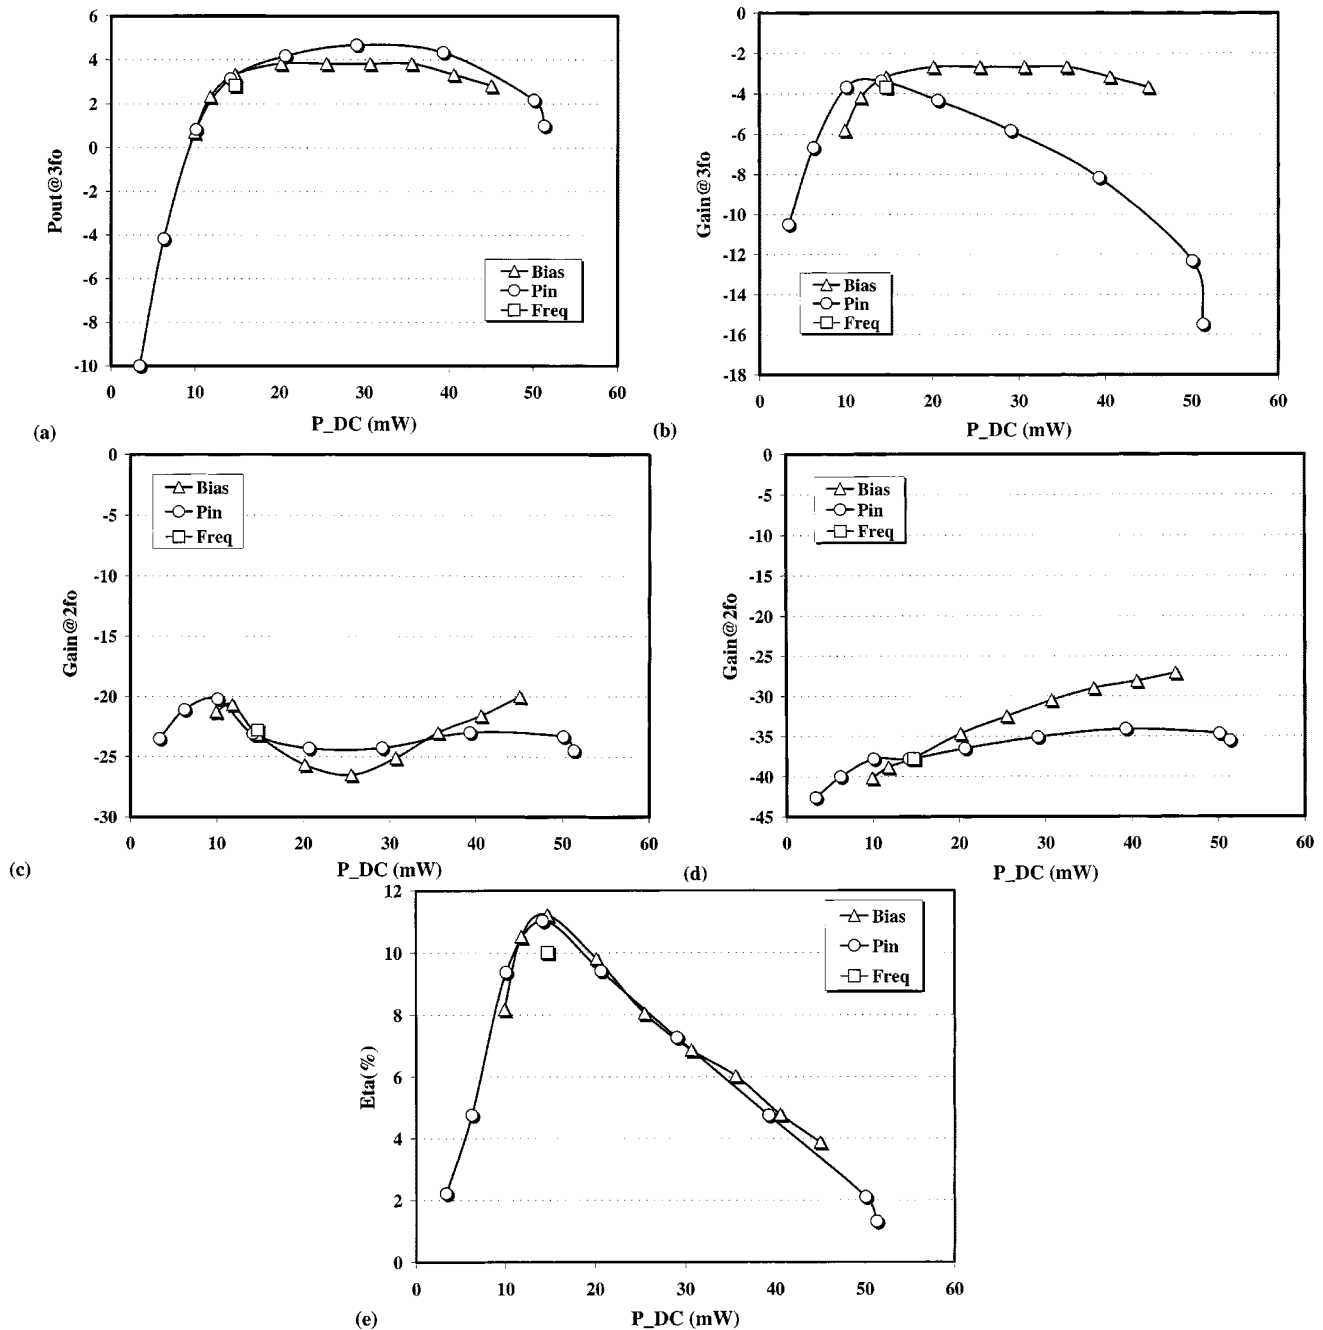 6
4
2
0
-2
-4
-6
-8
-10
Pout@3fo
Bias
Pin
Freq
0 10 20 30 40 50 60
P_DC (mW)
(a)
0
-2
-4
-6
-8
-10
-12
-14
-16
-18
Gain@3fo
Bias
Pin
Freq
0 10 20 30 40 50 60
P_DC (mW)
(b)
0
-5
-10
-15
-20
-25
-30
Gain@2fo
Bias
Pin
Freq
0 10 20 30 40 50 60
P_DC (mW)
(c)
0
-5
-10
-15
-20
-25
-30
-35
-40
-45
Gain@2fo
Bias
Pin
Freq
0 10 20 30 40 50 60
P_DC (mW)
(d)
12
10
8
6
4
2
0
Eta(%)
Bias
Pin
Freq
0 10 20 30 40 50 60
P_DC (mW)
(e)